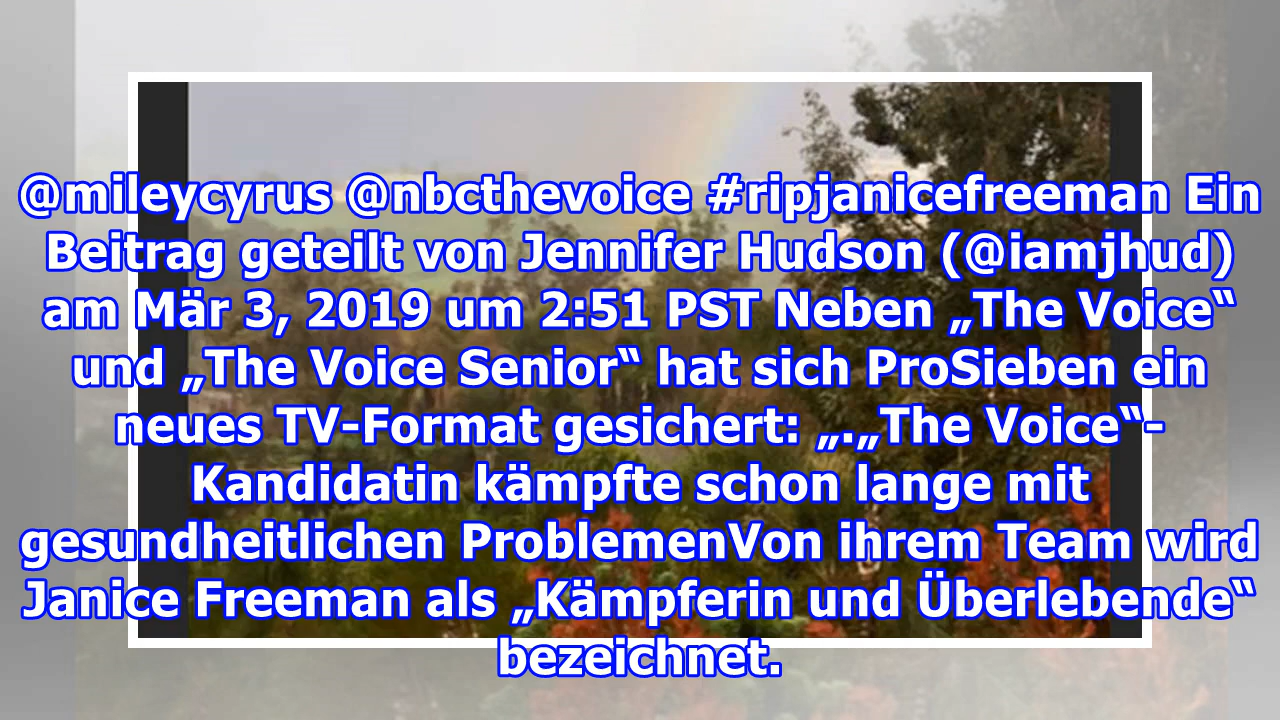 @mileycyrus @nbcthevoice #ripjanicefreeman Ein
Beitrag geteilt von Jennifer Hudson (@iamjhud)
am Mär 3, 2019 um 2:51 PST Neben „The Voice“
und „The Voice Senior“ hat sich ProSieben ein
neues TV-Format gesichert: „.„The Voice“-
Kandidatin kämpfte schon lange mit
gesundheitlichen ProblemenVon ihrem Team wird
Janice Freeman als „Kämpferin und Überlebende“
bezeichnet.